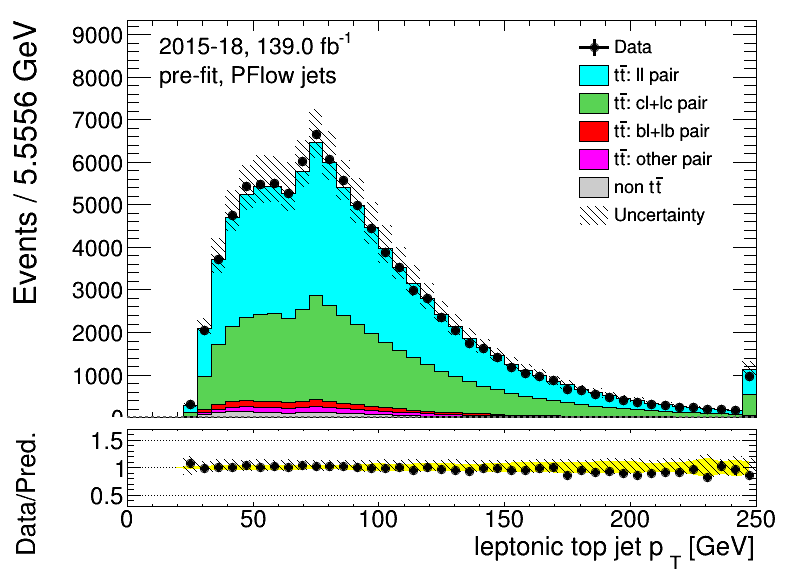 Events / 5.5556 GeV
9000
8000
7000
6000
5000
4000
3000
2000
1000
0
2015-18, 139.0 fb⁻¹
pre-fit, PFlow jets
Data
tt̄: ll pair
tt̄: cl+lc pair
tt̄: bl+lb pair
tt̄: other pair
non tt̄
Uncertainty
Data/Pred.
1.5
1
0.5
0 50 100 150 200 250
leptonic top jet p_T [GeV]